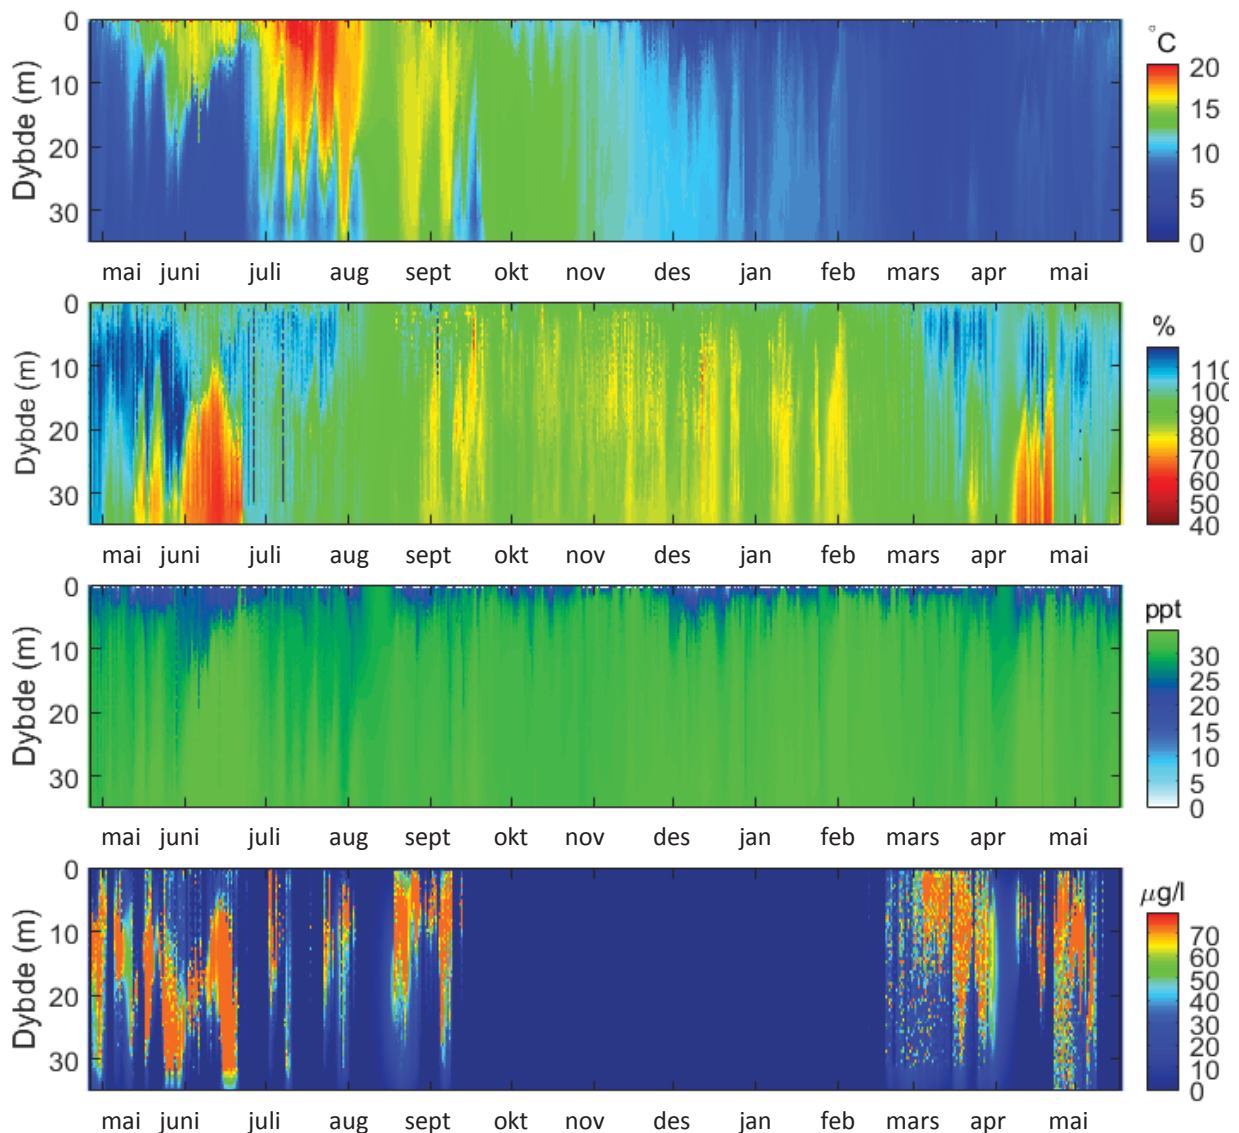 0 10 20 30
Dybde (m)
°C
20 15 10 5 0
mai juni juli aug sept okt nov des jan feb mars apr mai
0 10 20 30
Dybde (m)
%
110 100 90 80 70 60 50 40
mai juni juli aug sept okt nov des jan feb mars apr mai
0 10 20 30
Dybde (m)
ppt
30 25 20 15 10 5 0
mai juni juli aug sept okt nov des jan feb mars apr mai
0 10 20 30
Dybde (m)
µg/l
70 60 50 40 30 20 10 0
mai juni juli aug sept okt nov des jan feb mars apr mai